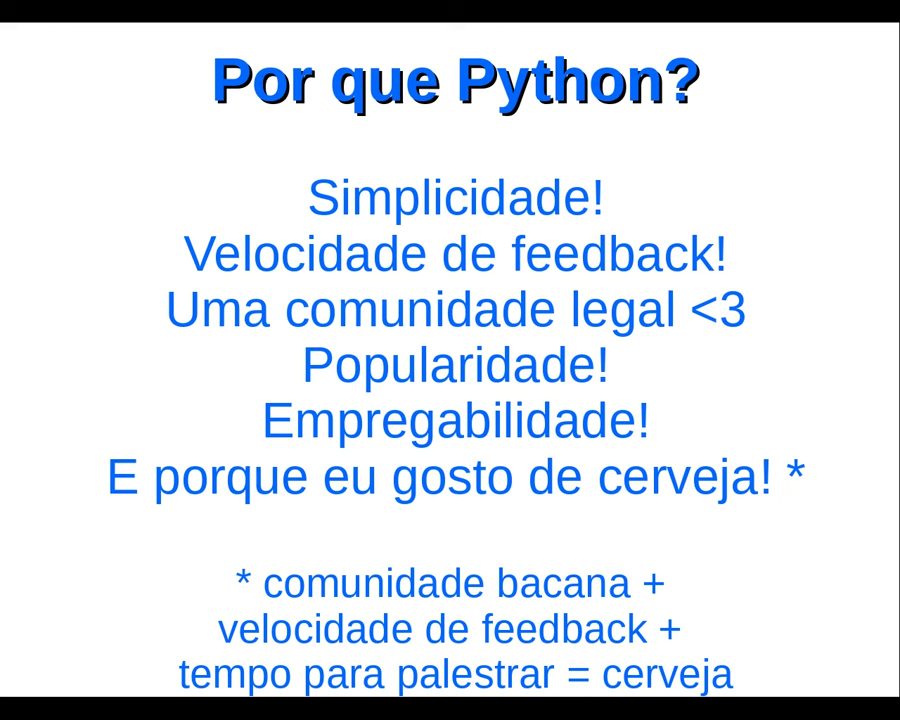 Por que Python?
Simplicidade!
Velocidade de feedback!
Uma comunidade legal <3
Popularidade!
Empregabilidade!
E porque eu gosto de cerveja! *
* comunidade bacana +
velocidade de feedback +
tempo para palestrar = cerveja